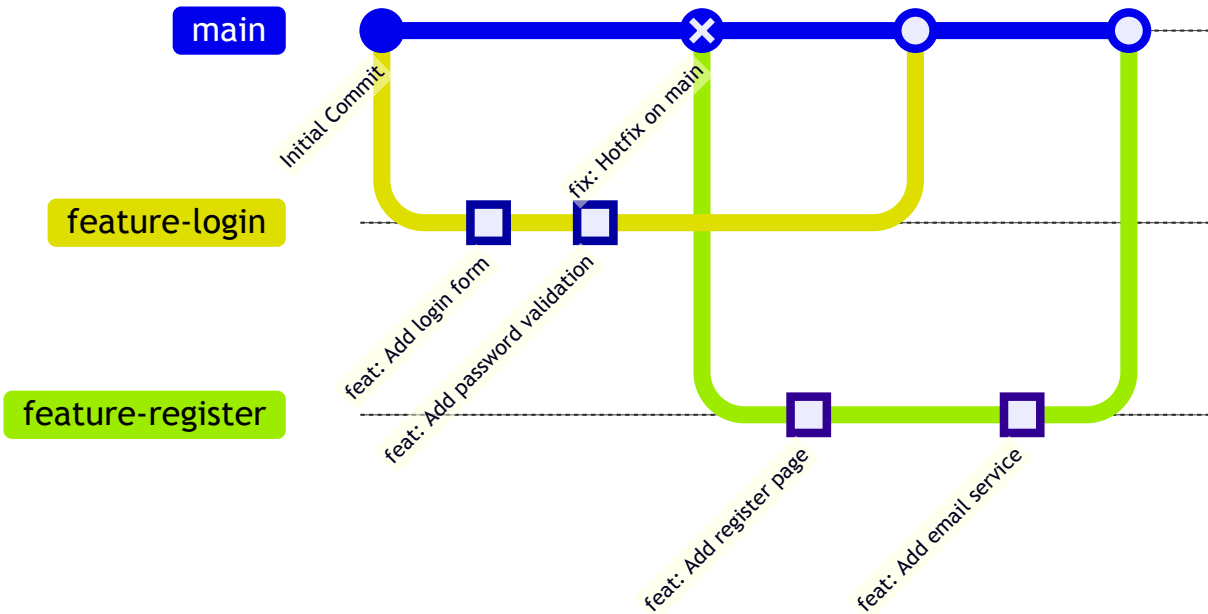 main
Initial Commit
fix: Hotfix on main
feature-login
feat: Add login form
feat: Add password validation
feature-register
feat: Add register page
feat: Add email service